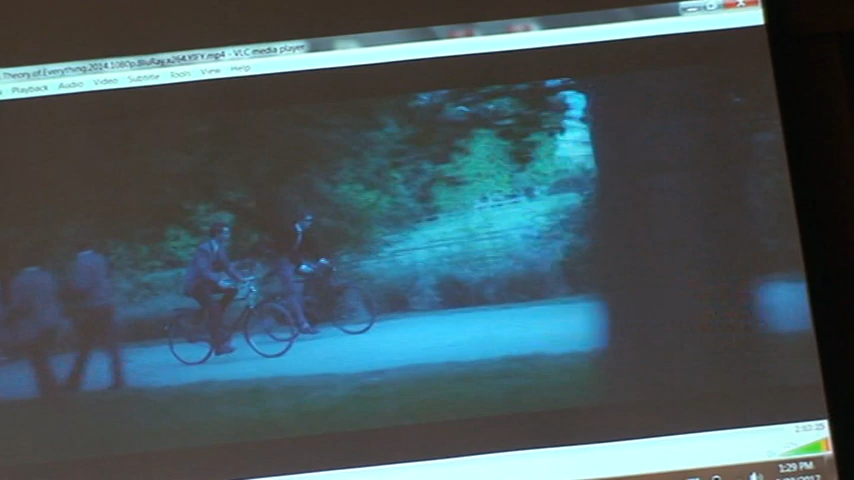 Theory.of.Everything.2014.1080p.BluRay.x264.YIFY.mp4 - VLC media player
Playback Audio Video Subtitle Tools View Help
1:29 PM